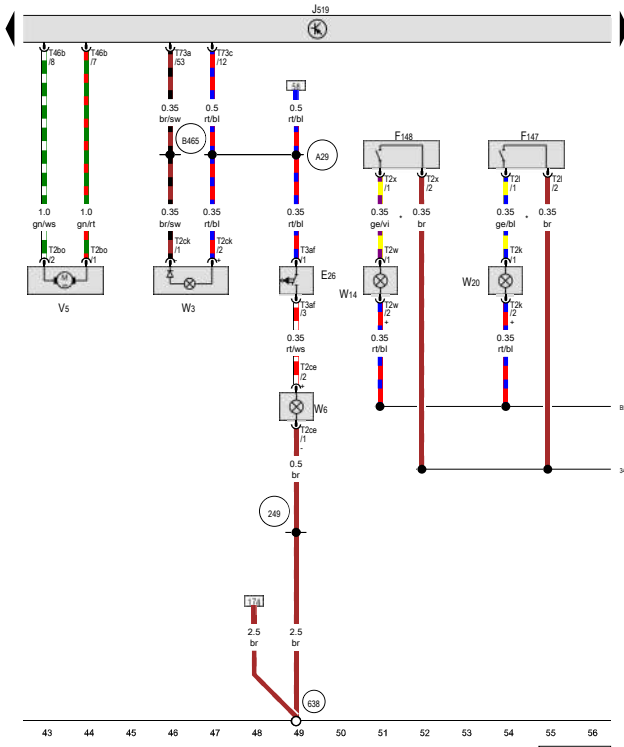 J519
T46b
/8
T46b
/7
T73a
/53
T73c
/12
0.35
br/sw
0.5
rt/bl
0.5
rt/bl
B465
A29
F148
F147
T2x
/1
T2x
/2
T2l
/1
T2l
/2
1.0
gn/ws
1.0
gn/rt
0.35
br/sw
0.35
rt/bl
0.35
rt/bl
0.35
ge/vi
*
0.35
br
0.35
ge/bl
*
0.35
br
T2bo
/2
T2bo
/1
T2ck
/1
-
T2ck
/2
+
T3af
/1
T2w
/1
T2k
/1
M
V5
W3
E26
W14
W20
T3af
/3
T2w
/2
+
T2k
/2
+
0.35
rt/ws
0.35
rt/bl
0.35
rt/bl
T2ce
/2
+
W6
T2ce
/1
-
0.5
br
249
174
2.5
br
2.5
br
638
43 44 45 46 47 48 49 50 51 52 53 54 55 56